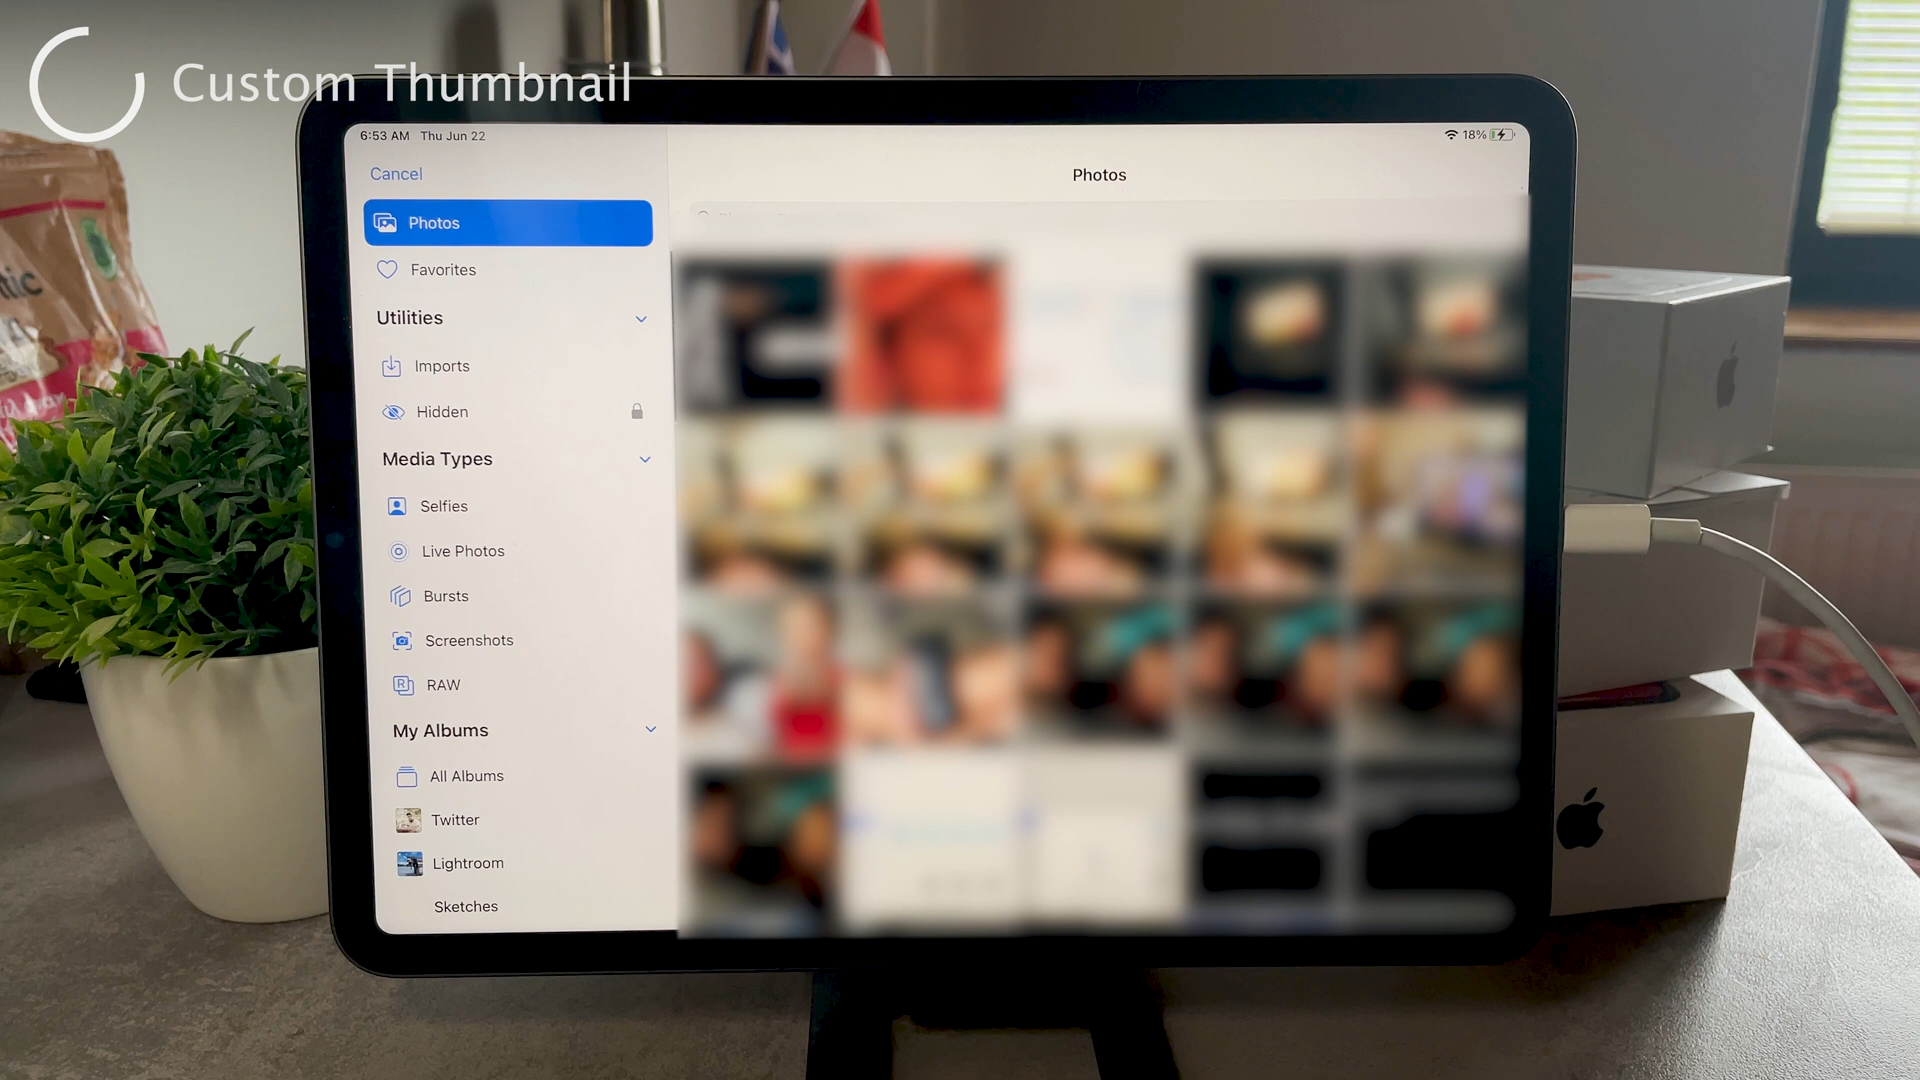 Custom Thumbnail
6:53 AM Thu Jun 22
18%
Cancel
Photos
Photos
Favorites
Utilities
Imports
Hidden
Media Types
Selfies
Live Photos
Bursts
Screenshots
RAW
My Albums
All Albums
Twitter
Lightroom
Sketches
tic